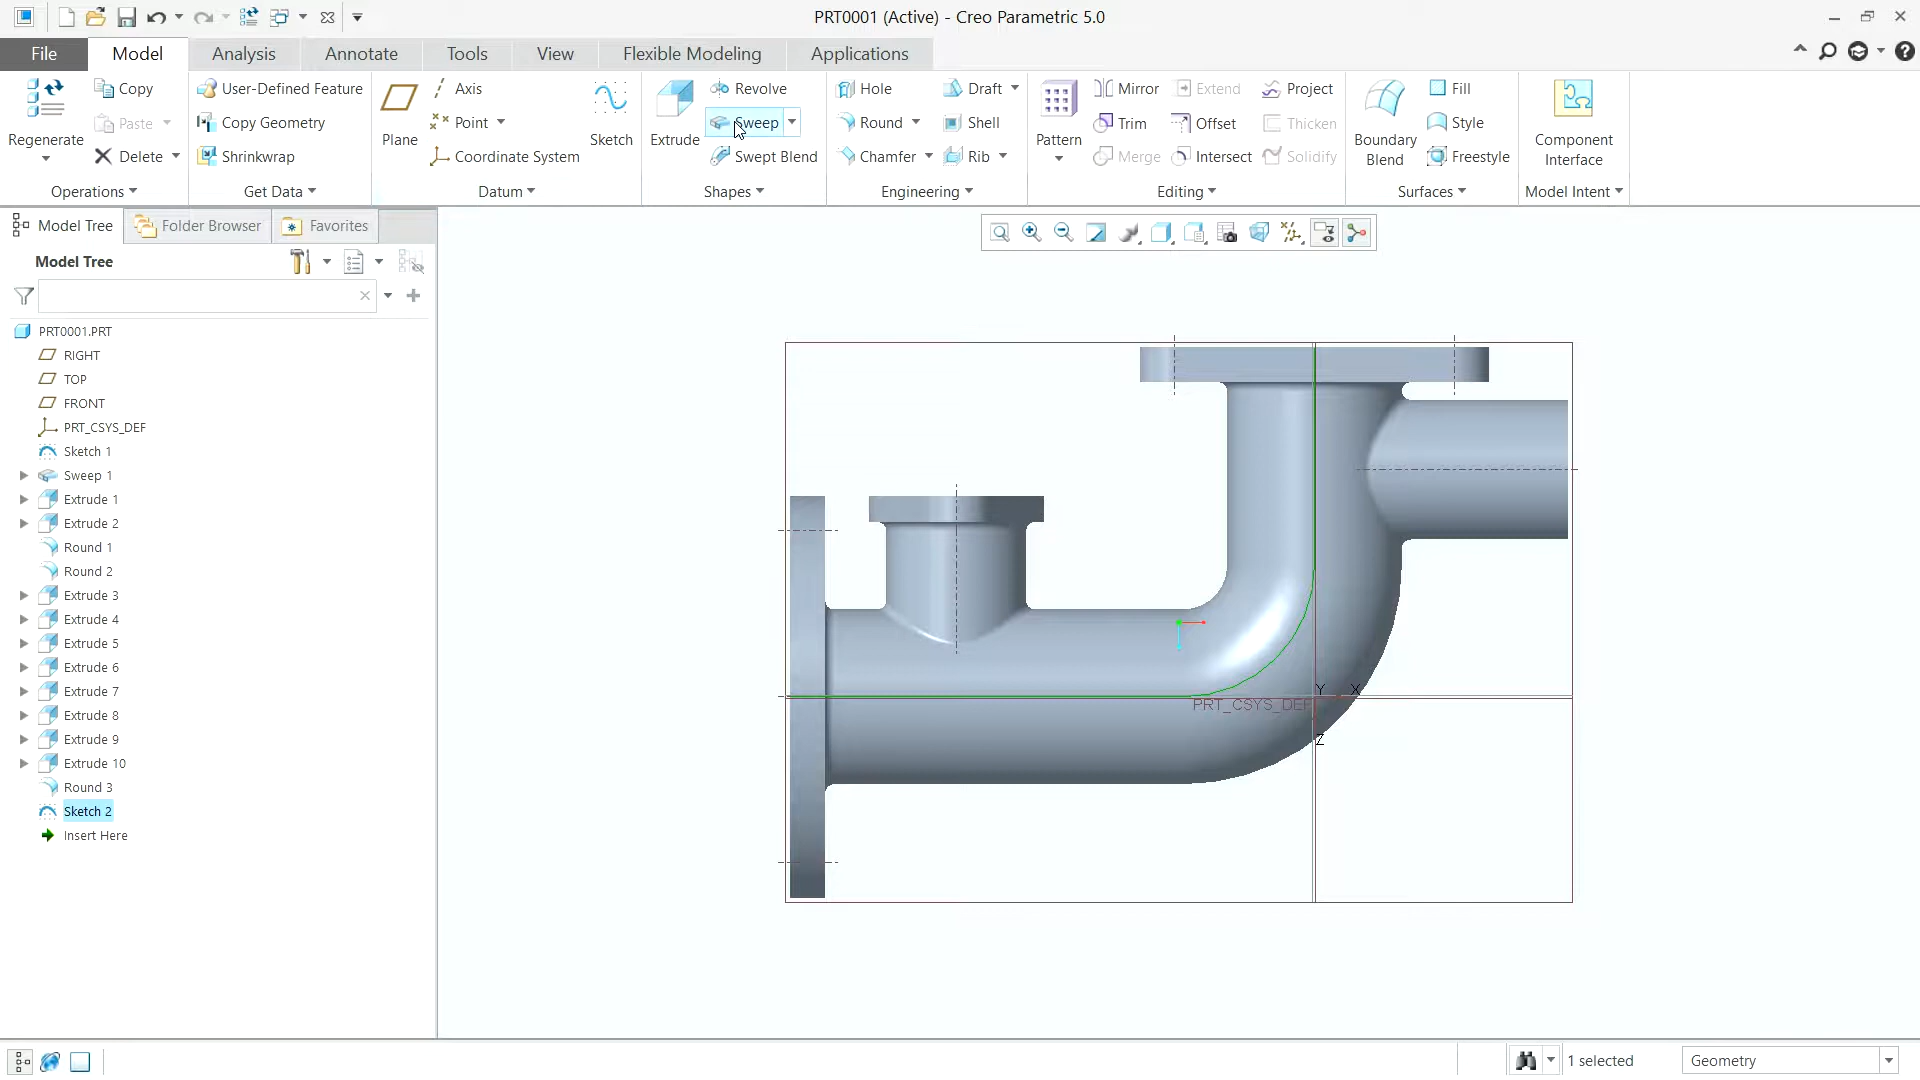 PRT0001 (Active) - Creo Parametric 5.0
File
Model
Analysis
Annotate
Tools
View
Flexible Modeling
Applications
Regenerate
Copy
Paste
Delete
Operations
User-Defined Feature
Copy Geometry
Shrinkwrap
Get Data
Plane
Axis
Point
Coordinate System
Sketch
Datum
Extrude
Revolve
Sweep
Swept Blend
Shapes
Hole
Round
Chamfer
Draft
Shell
Rib
Engineering
Pattern
Mirror
Trim
Merge
Extend
Offset
Intersect
Project
Thicken
Solidify
Editing
Boundary
Blend
Fill
Style
Freestyle
Surfaces
Component
Interface
Model Intent
Model Tree
Folder Browser
Favorites
Model Tree
PRT0001.PRT
RIGHT
TOP
FRONT
PRT_CSYS_DEF
Sketch 1
Sweep 1
Extrude 1
Extrude 2
Round 1
Round 2
Extrude 3
Extrude 4
Extrude 5
Extrude 6
Extrude 7
Extrude 8
Extrude 9
Extrude 10
Round 3
Sketch 2
Insert Here
Y
X
PRT_CSYS_DEF
Z
1 selected
Geometry